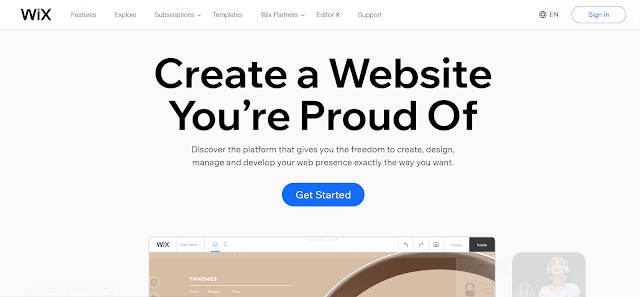 WiX
Features Explore Subscriptions Templates Wix Partners Editor X Support
EN
Sign In
Create a Website
You're Proud Of
Discover the platform that gives you the freedom to create, design,
manage and develop your web presence exactly the way you want.
Get Started
WiX
Publish
TPHONES